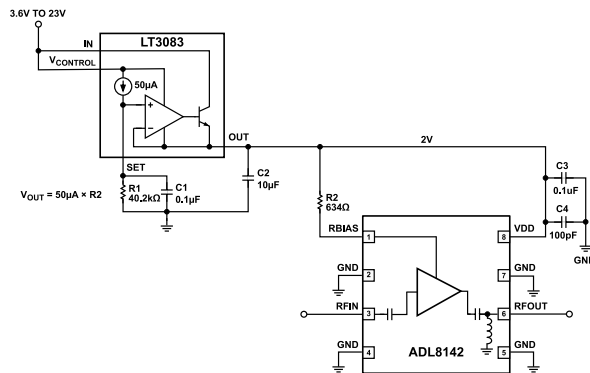 3.6V TO 23V
LT3083
IN
VCONTROL
50µA
+
−
OUT
2V
SET
VOUT = 50µA × R2
R1
40.2kΩ
C1
0.1µF
C2
10µF
R2
634Ω
C3
0.1uF
C4
100pF
GND
RBIAS
1
8
VDD
GND
2
7
GND
RFIN
3
6
RFOUT
GND
4
5
GND
ADL8142